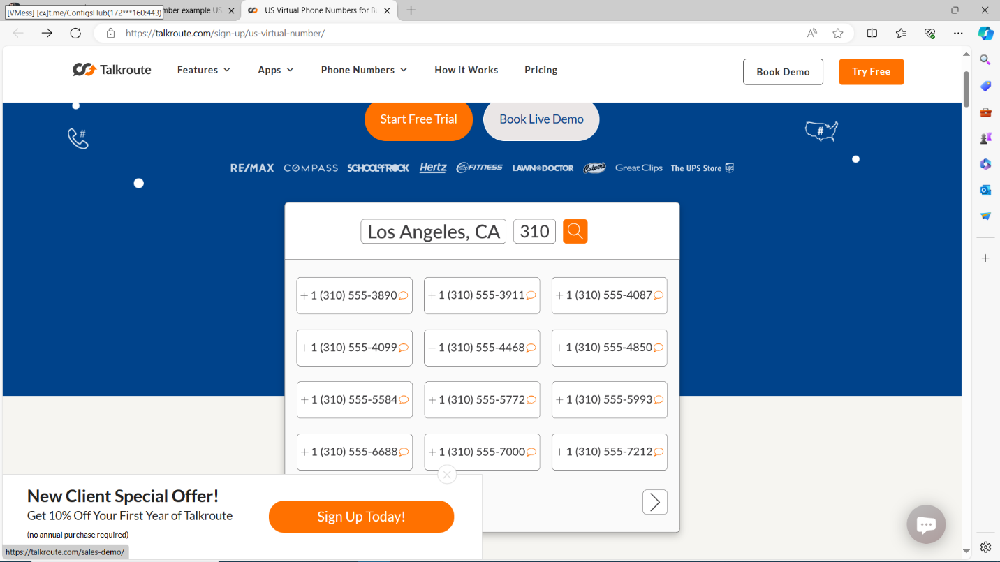 [VMess] [ᴄᴀ]t.me/ConfigsHub(172***160:443)
mber example US
US Virtual Phone Numbers for Bu
https://talkroute.com/sign-up/us-virtual-number/
Talkroute
Features
Apps
Phone Numbers
How it Works
Pricing
Book Demo
Try Free
Start Free Trial
Book Live Demo
#
#
RE/MAX COMPASS SCHOOL OF ROCK Hertz 24 FITNESS LAWN DOCTOR Culver's Great Clips The UPS Store ups
Los Angeles, CA 310
+ 1 (310) 555-3890 + 1 (310) 555-3911 + 1 (310) 555-4087
+ 1 (310) 555-4099 + 1 (310) 555-4468 + 1 (310) 555-4850
+ 1 (310) 555-5584 + 1 (310) 555-5772 + 1 (310) 555-5993
+ 1 (310) 555-6688 + 1 (310) 555-7000 + 1 (310) 555-7212
New Client Special Offer!
Get 10% Off Your First Year of Talkroute
(no annual purchase required)
Sign Up Today!
https://talkroute.com/sales-demo/